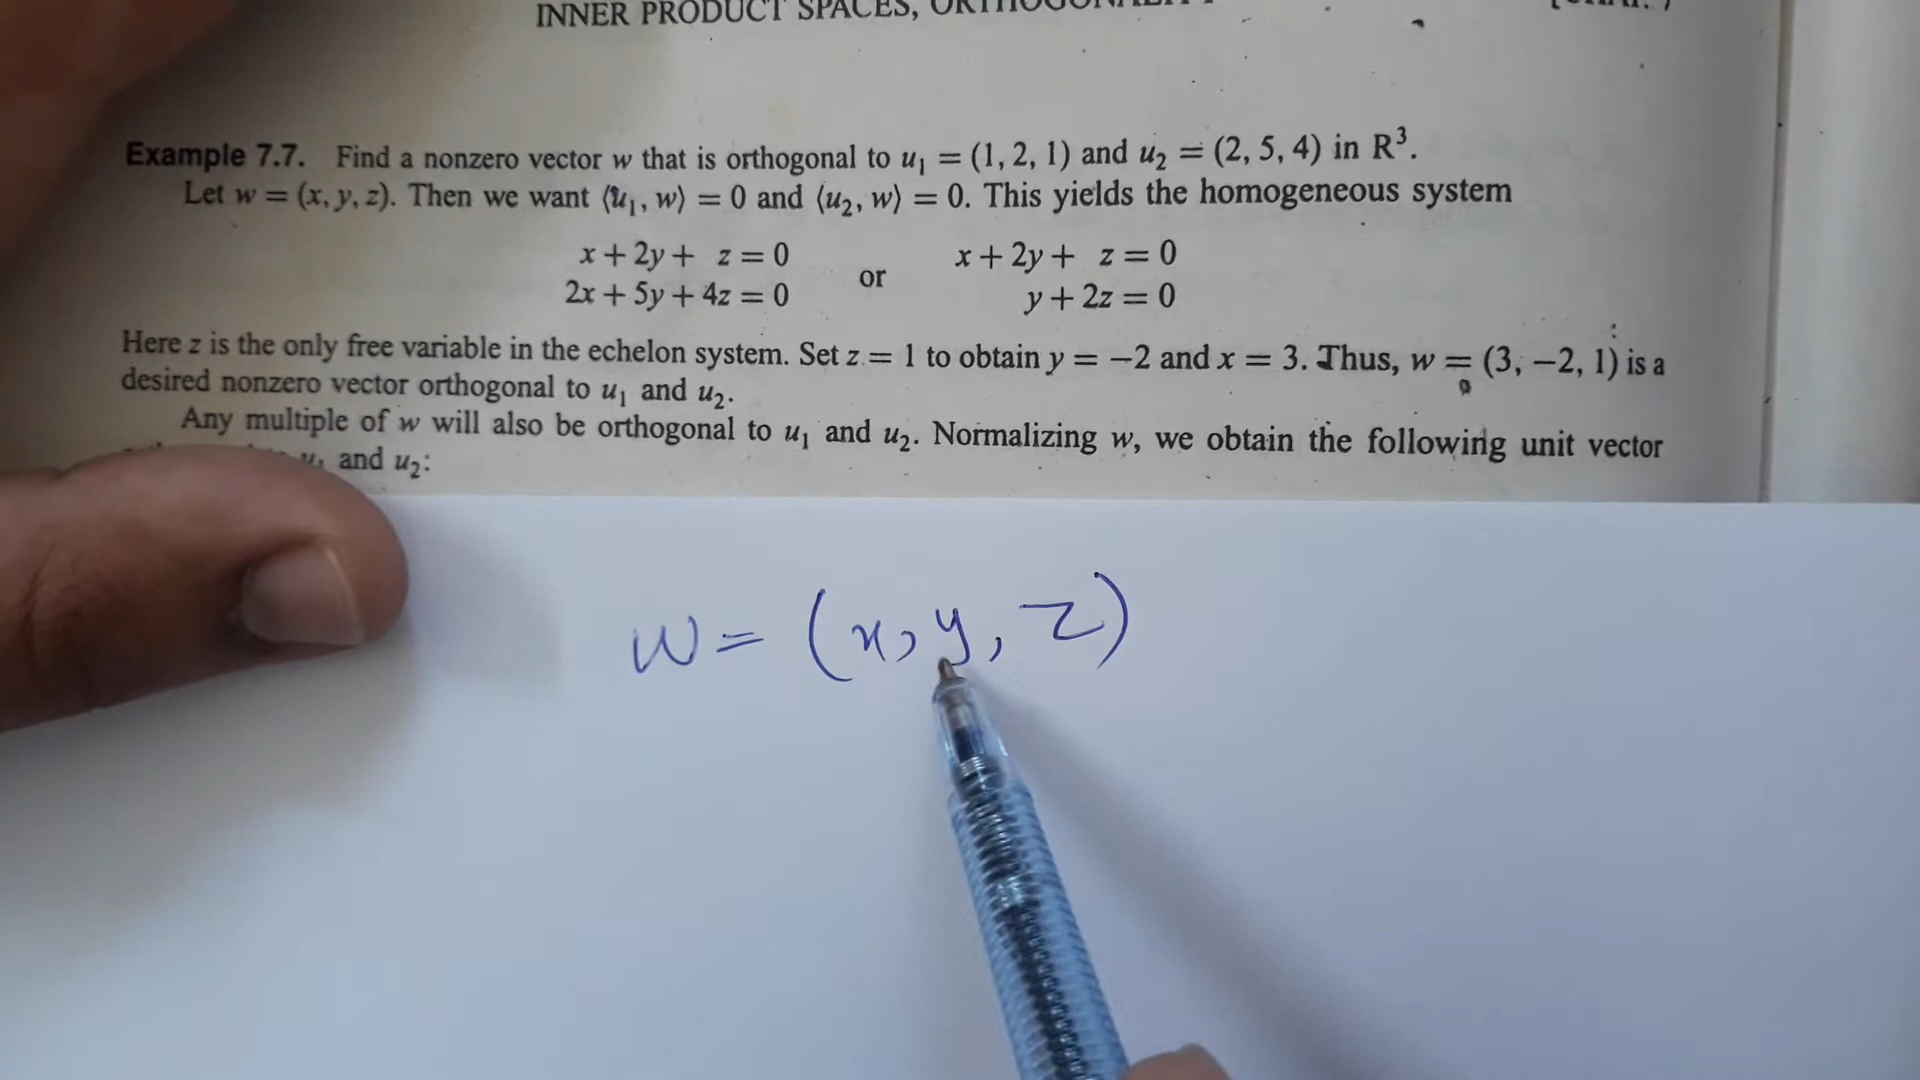 INNER PRODUCT SPACES,
Example 7.7. Find a nonzero vector w that is orthogonal to u₁ = (1, 2, 1) and u₂ = (2, 5, 4) in R³.
Let w = (x, y, z). Then we want ⟨u₁, w⟩ = 0 and ⟨u₂, w⟩ = 0. This yields the homogeneous system
x + 2y + z = 0 or x + 2y + z = 0
2x + 5y + 4z = 0 y + 2z = 0
Here z is the only free variable in the echelon system. Set z = 1 to obtain y = −2 and x = 3. Thus, w = (3, −2, 1) is a
desired nonzero vector orthogonal to u₁ and u₂.
Any multiple of w will also be orthogonal to u₁ and u₂. Normalizing w, we obtain the following unit vector
and u₂:
w = (x, y, z)